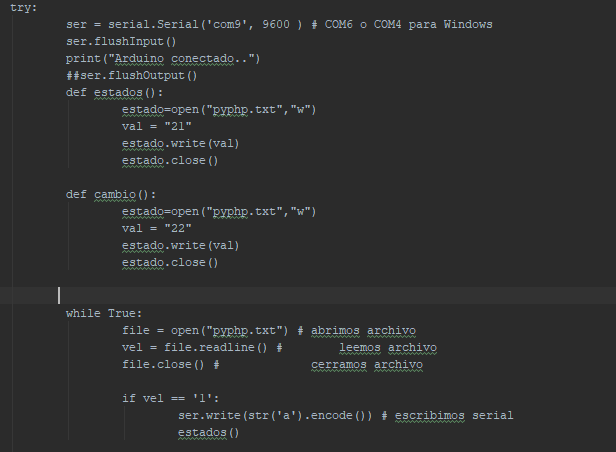 try:
ser = serial.Serial('com9', 9600 ) # COM6 o COM4 para Windows
ser.flushInput()
print("Arduino conectado..")
##ser.flushOutput()
def estados():
estado=open("pyphp.txt","w")
val = "21"
estado.write(val)
estado.close()
def cambio():
estado=open("pyphp.txt","w")
val = "22"
estado.write(val)
estado.close()
while True:
file = open("pyphp.txt") # abrimos archivo
vel = file.readline() # leemos archivo
file.close() # cerramos archivo
if vel == '1':
ser.write(str('a').encode()) # escribimos serial
estados()